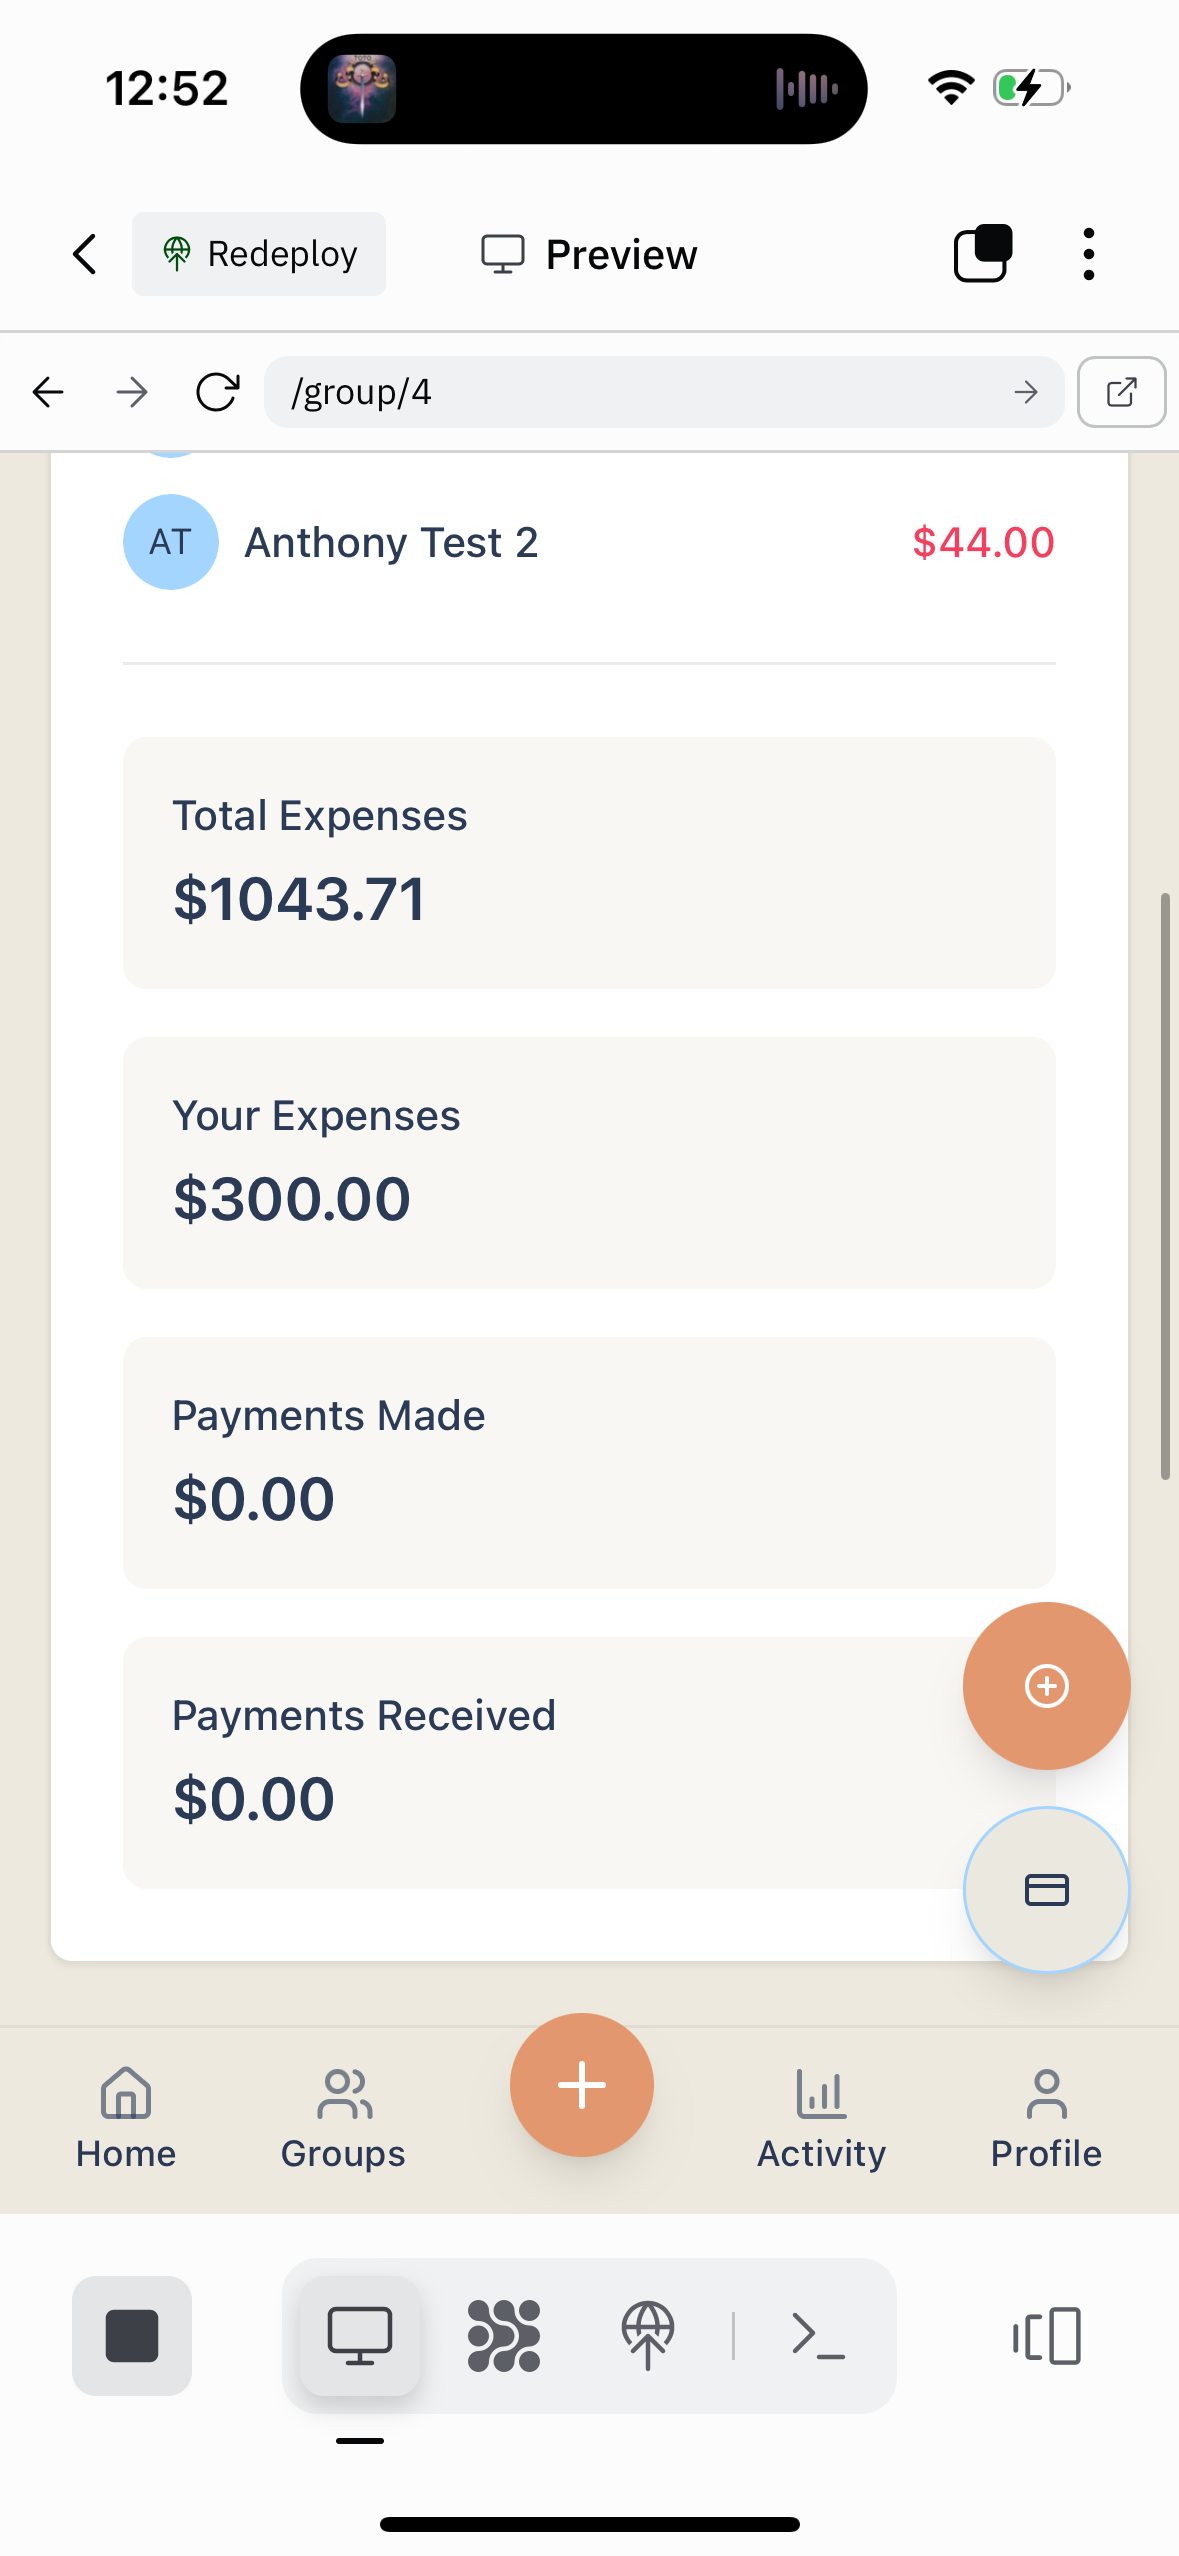 12:52
Redeploy
Preview
/group/4
AT
Anthony Test 2
$44.00
Total Expenses
$1043.71
Your Expenses
$300.00
Payments Made
$0.00
Payments Received
$0.00
Home
Groups
Activity
Profile